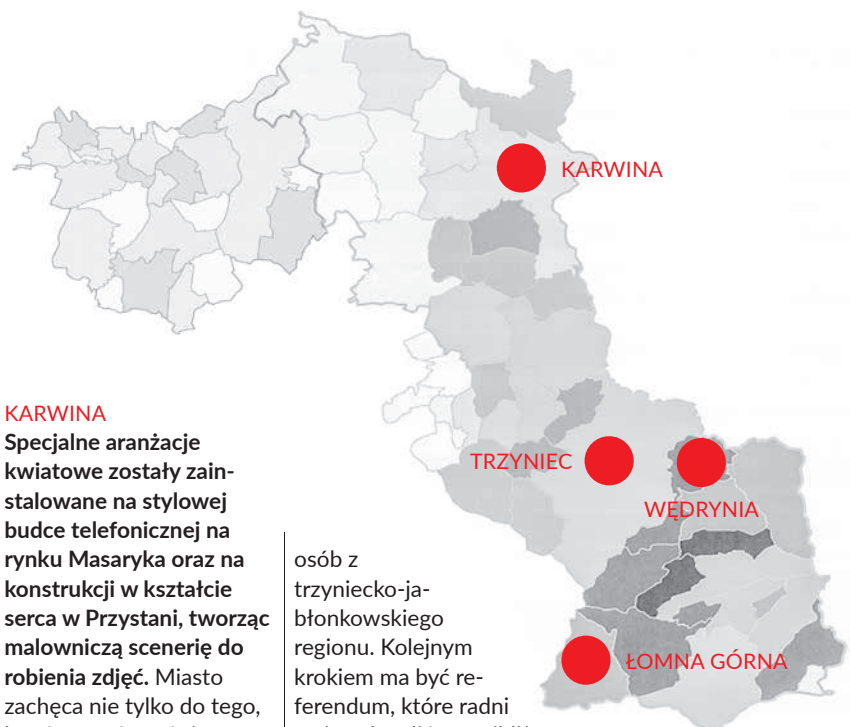 KARWINA
TRZYNIEC
WĘDRYNIA
ŁOMNA GÓRNA
KARWINA
Specjalne aranżacje
kwiatowe zostały zain-
stalowane na stylowej
budce telefonicznej na
rynku Masaryka oraz na
konstrukcji w kształcie
serca w Przystani, tworząc
malowniczą scenerię do
robienia zdjęć. Miasto
zachęca nie tylko do tego,
osób z
trzyniecko-ja-
błonkowskiego
regionu. Kolejnym
krokiem ma być re-
ferendum, które radni